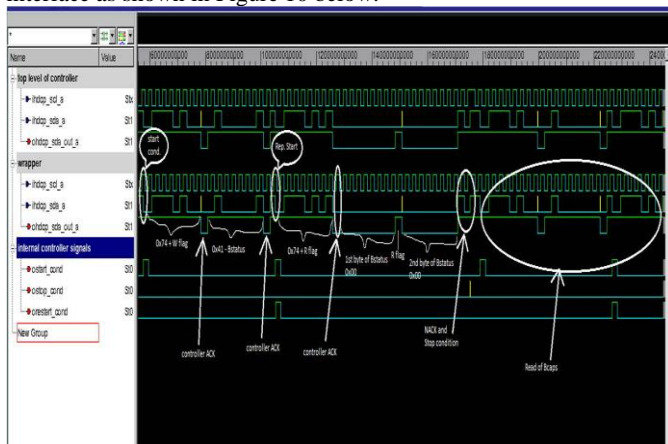 interface as shown in Figure 10 below.
Name Value
top level of controller
ihdcp_scl_a Stx
ihdcp_sda_a St1
ohdcp_sda_out_a St1
wrapper
ihdcp_scl_a Stx
ihdcp_sda_a St1
ohdcp_sda_out_a St1
internal controller signals
ostart_cond St0
ostop_cond St0
orestart_cond St0
New Group
start
cond.
Rep. Start
0x74 + W flag
0x41 - Bstatus
0x74 + R flag
1st byte of Bstatus
0x00
R flag
2nd byte of Bstatus
0x00
controller ACK
controller ACK
controller ACK
NACK and
Stop condition
Read of Bcaps